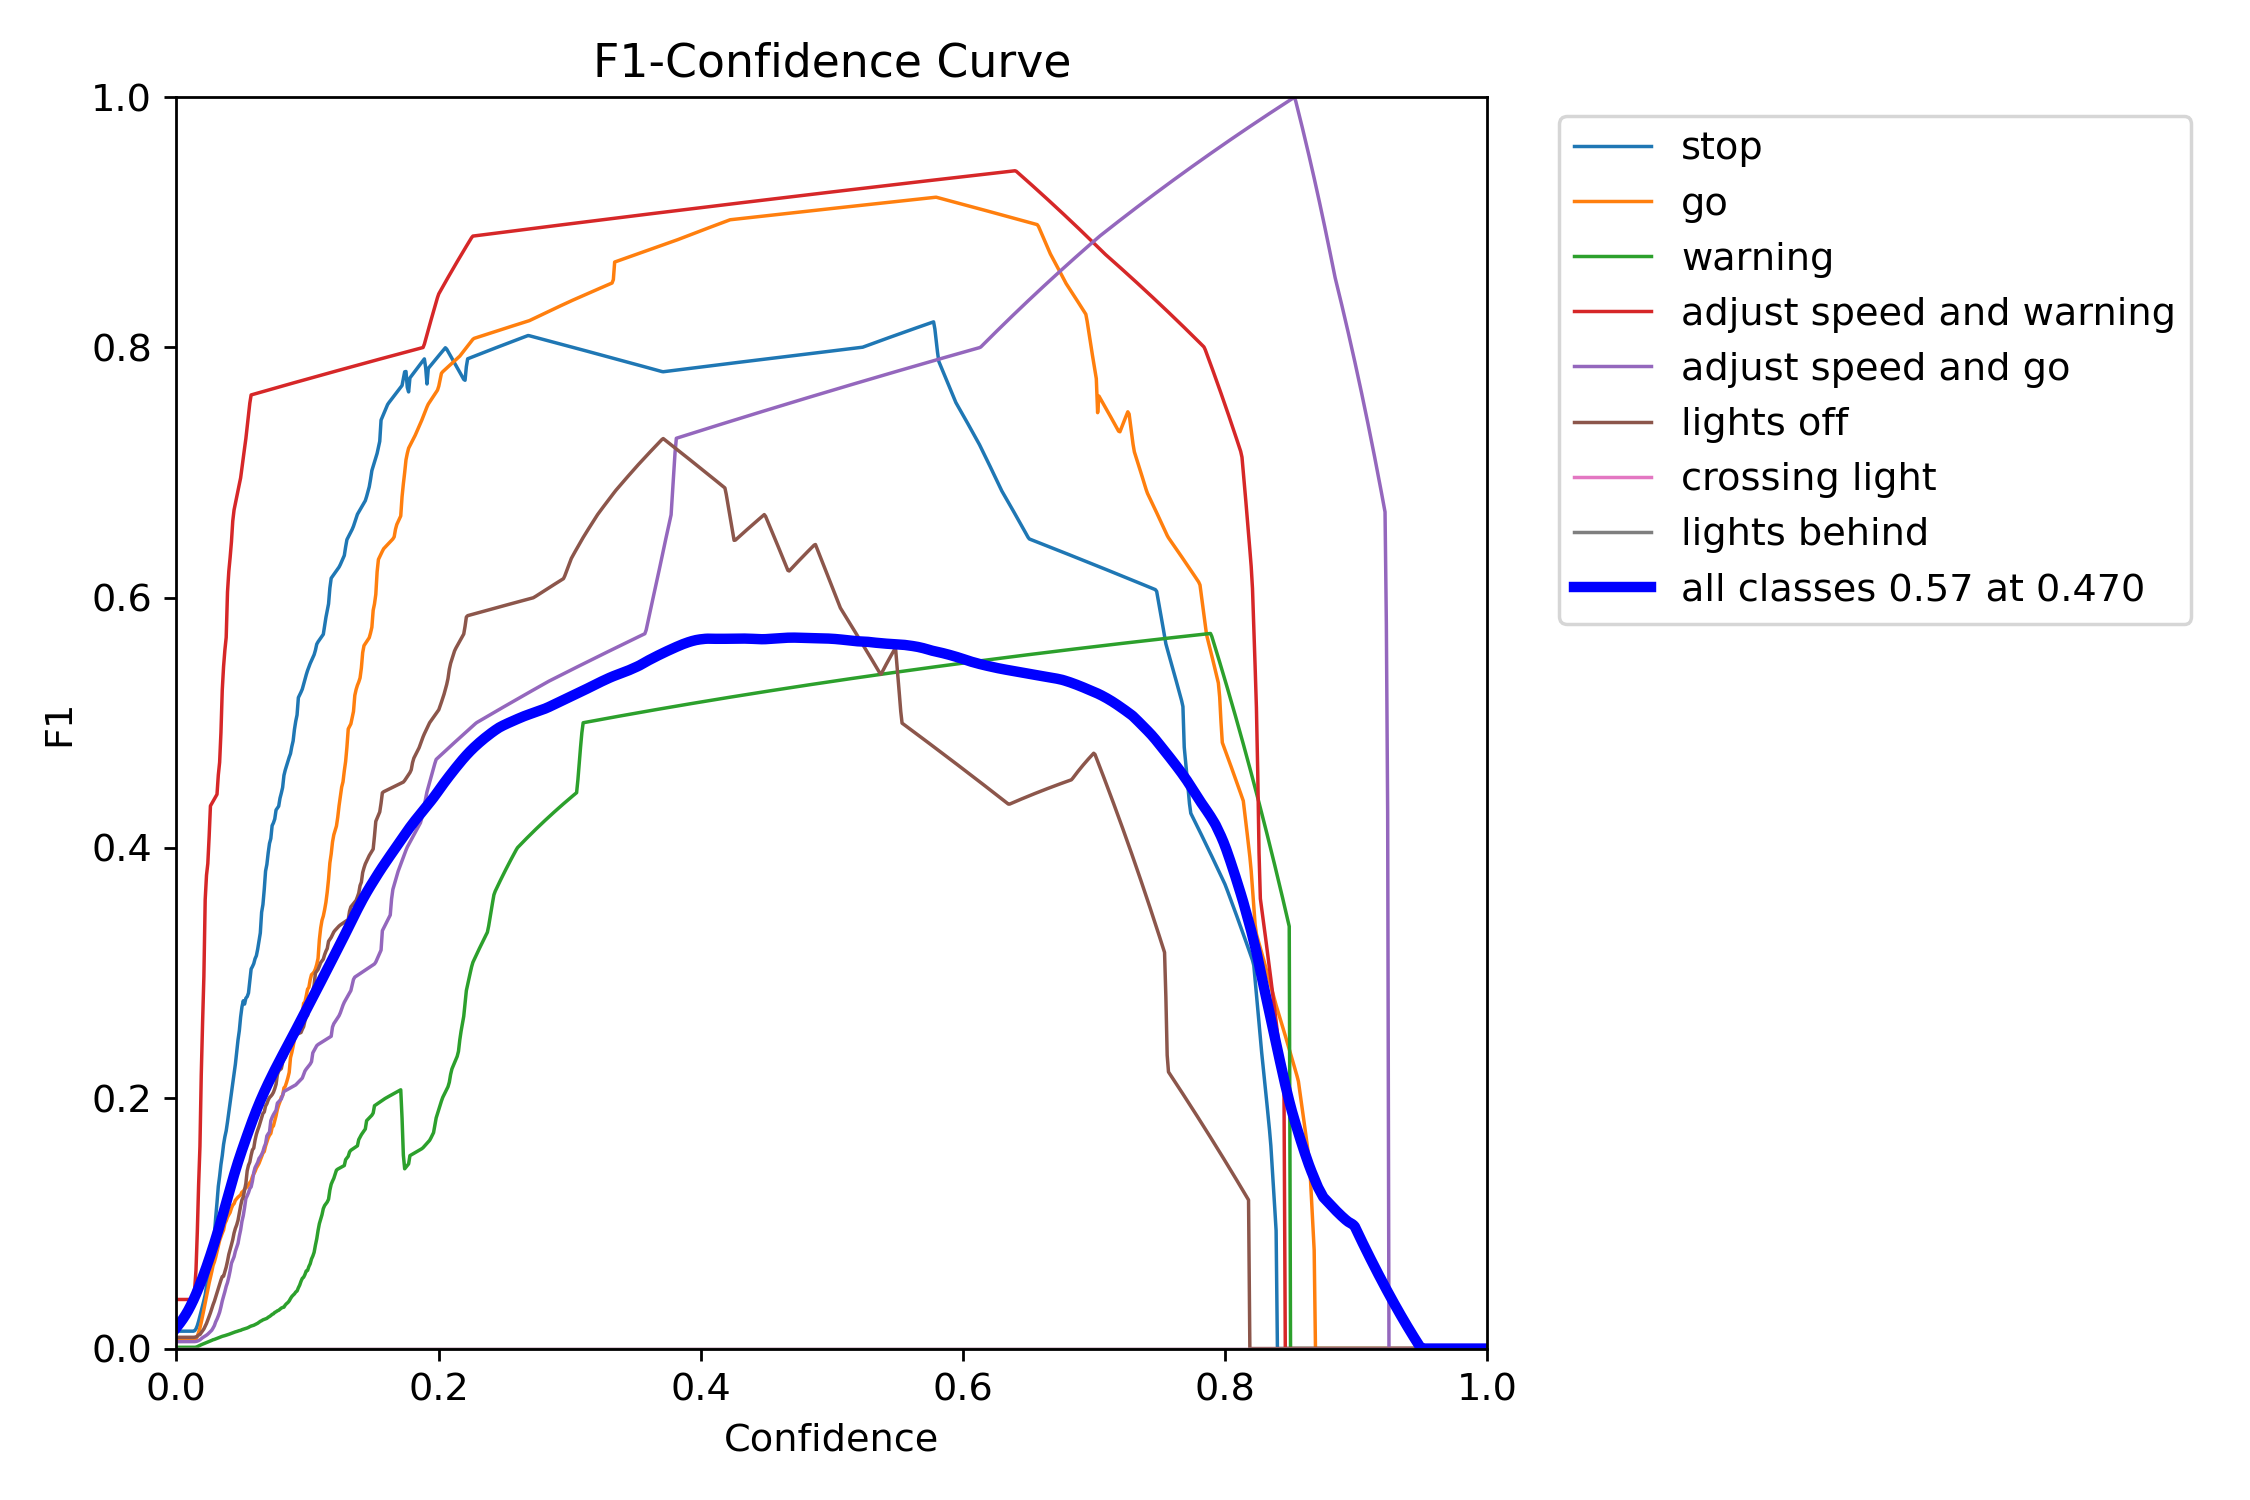 F1-Confidence Curve
1.0
0.8
0.6
0.4
0.2
0.0
F1
0.0 0.2 0.4 0.6 0.8 1.0
Confidence
stop
go
warning
adjust speed and warning
adjust speed and go
lights off
crossing light
lights behind
all classes 0.57 at 0.470